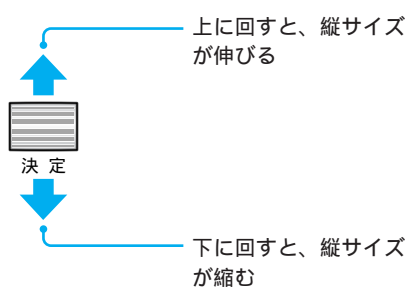 上に回すと、縦サイズ
が伸びる
決 定
下に回すと、縦サイズ
が縮む